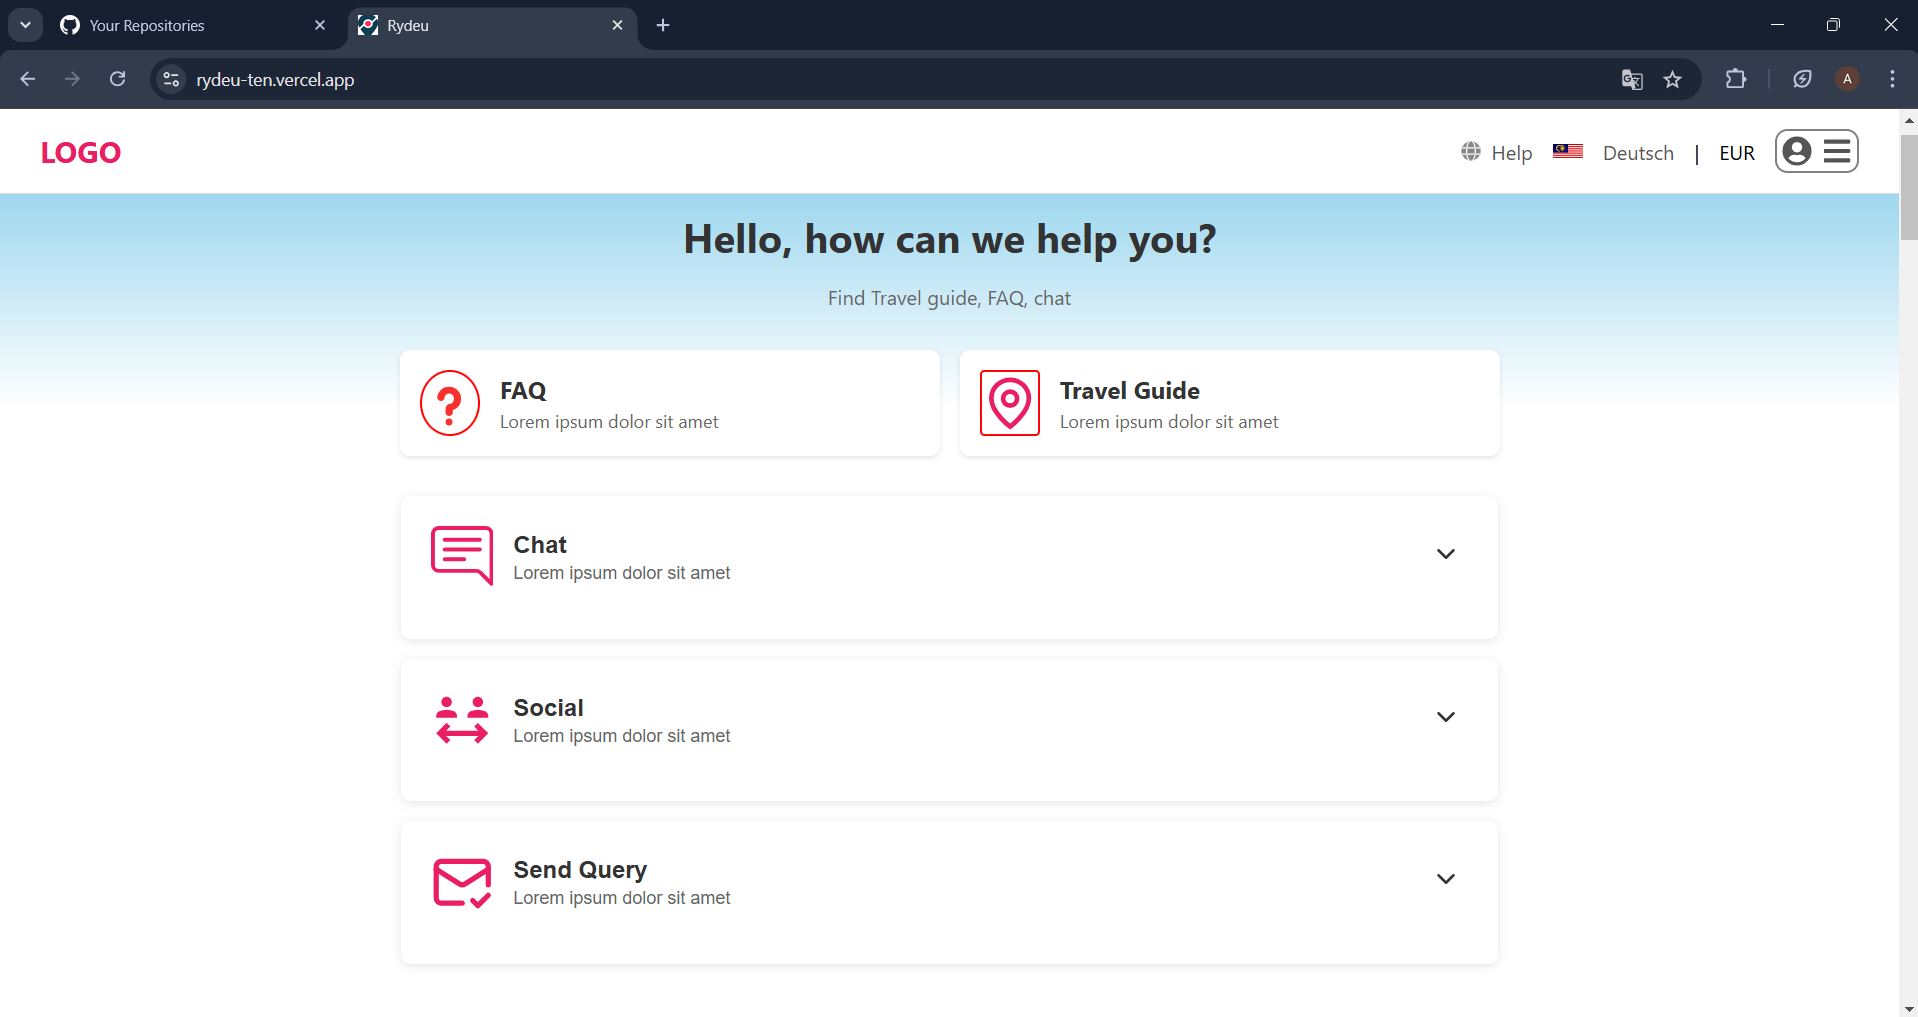 Your Repositories
Rydeu
rydeu-ten.vercel.app
A
LOGO
Help
Deutsch | EUR
Hello, how can we help you?
Find Travel guide, FAQ, chat
FAQ
Lorem ipsum dolor sit amet
Travel Guide
Lorem ipsum dolor sit amet
Chat
Lorem ipsum dolor sit amet
Social
Lorem ipsum dolor sit amet
Send Query
Lorem ipsum dolor sit amet